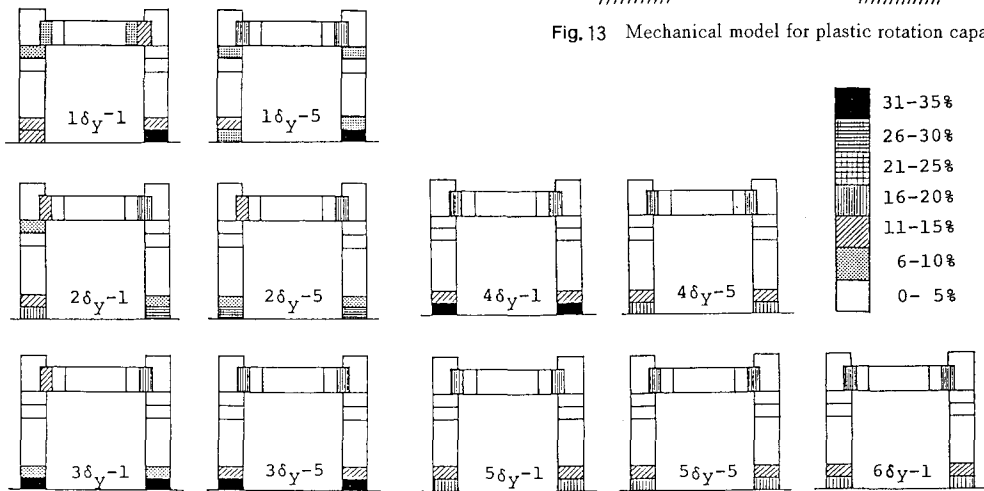 Fig. 13 Mechanical model for plastic rotation capa
1δy-1
1δy-5
31-35%
26-30%
21-25%
16-20%
11-15%
6-10%
0- 5%
2δy-1
2δy-5
4δy-1
4δy-5
3δy-1
3δy-5
5δy-1
5δy-5
6δy-1